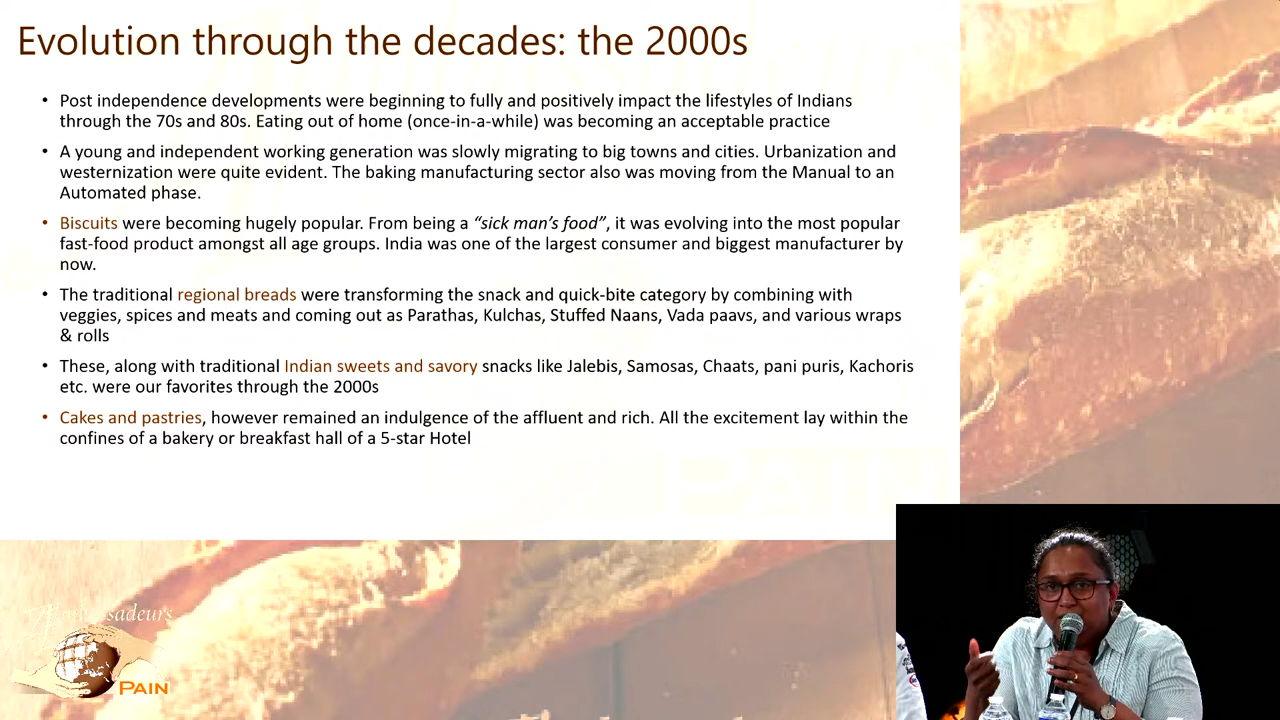 Evolution through the decades: the 2000s
• Post independence developments were beginning to fully and positively impact the lifestyles of Indians
through the 70s and 80s. Eating out of home (once-in-a-while) was becoming an acceptable practice
• A young and independent working generation was slowly migrating to big towns and cities. Urbanization and
westernization were quite evident. The baking manufacturing sector also was moving from the Manual to an
Automated phase.
• Biscuits were becoming hugely popular. From being a “sick man’s food”, it was evolving into the most popular
fast-food product amongst all age groups. India was one of the largest consumer and biggest manufacturer by
now.
• The traditional regional breads were transforming the snack and quick-bite category by combining with
veggies, spices and meats and coming out as Parathas, Kulchas, Stuffed Naans, Vada paavs, and various wraps
& rolls
• These, along with traditional Indian sweets and savory snacks like Jalebis, Samosas, Chaats, pani puris, Kachoris
etc. were our favorites through the 2000s
• Cakes and pastries, however remained an indulgence of the affluent and rich. All the excitement lay within the
confines of a bakery or breakfast hall of a 5-star Hotel
PAIN
Ambassadeurs
PAIN